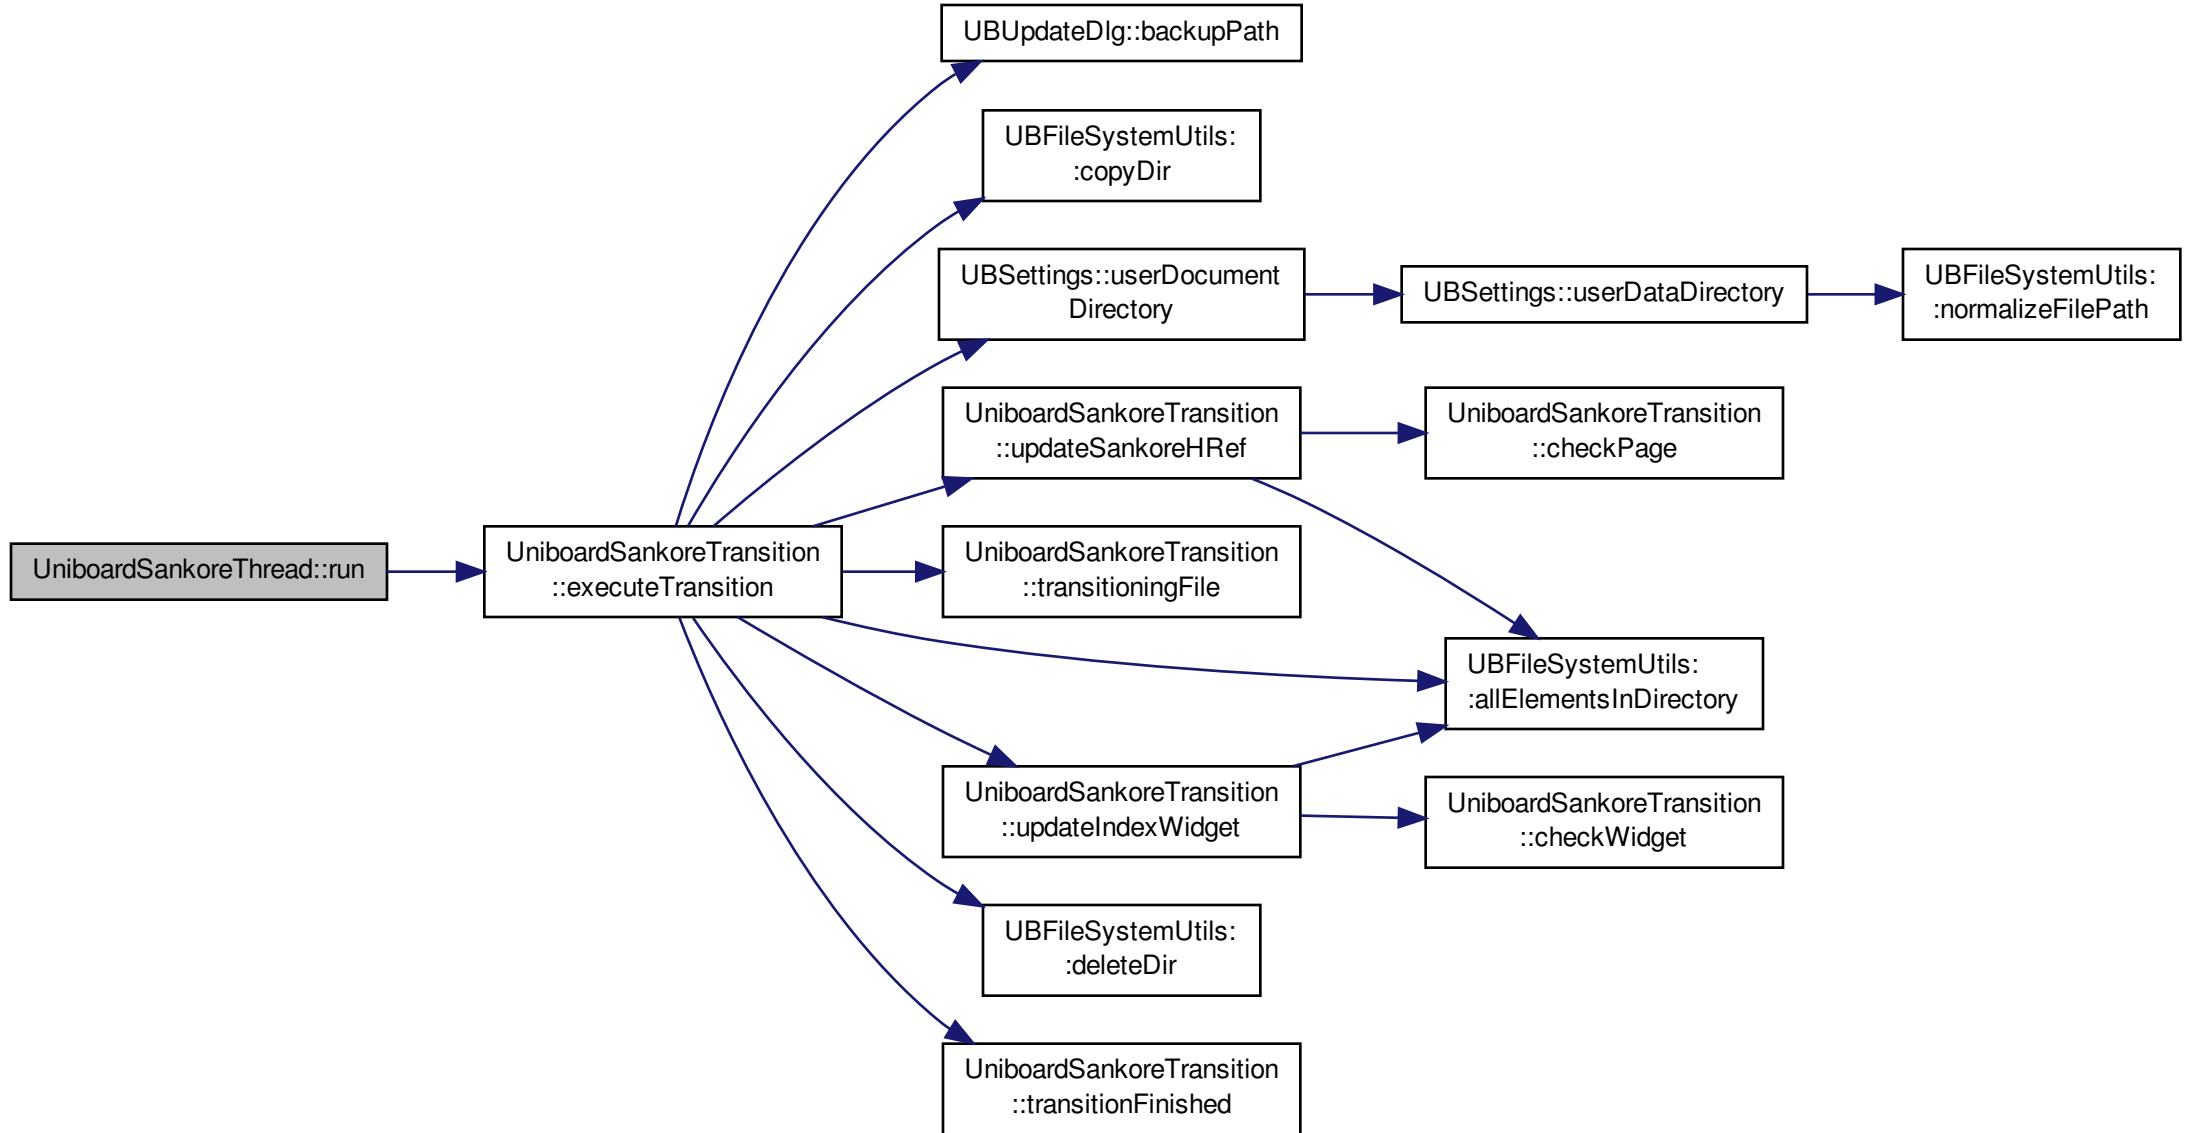 UBUpdateDlg::backupPath
UBFileSystemUtils:
:copyDir
UBSettings::userDocument
Directory
UBSettings::userDataDirectory
UBFileSystemUtils:
:normalizeFilePath
UniboardSankoreTransition
::updateSankoreHRef
UniboardSankoreTransition
::checkPage
UniboardSankoreThread::run
UniboardSankoreTransition
::executeTransition
UniboardSankoreTransition
::transitioningFile
UBFileSystemUtils:
:allElementsInDirectory
UniboardSankoreTransition
::updateIndexWidget
UniboardSankoreTransition
::checkWidget
UBFileSystemUtils:
:deleteDir
UniboardSankoreTransition
::transitionFinished